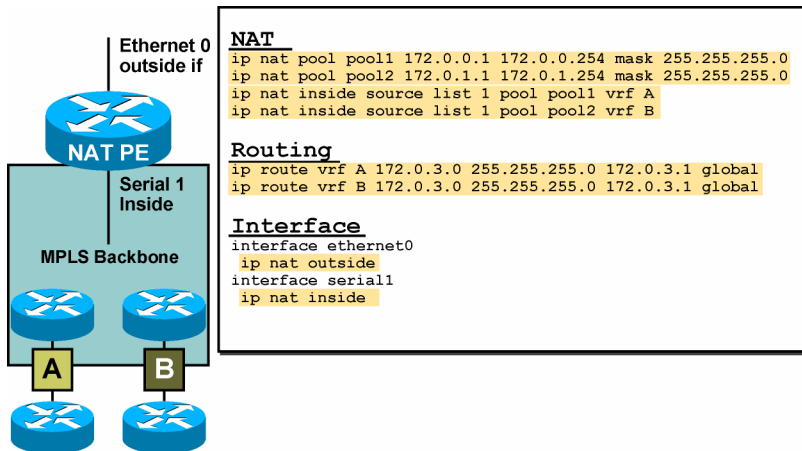 Ethernet 0
outside if
NAT PE
Serial 1
Inside
MPLS Backbone
A
B
NAT
ip nat pool pool1 172.0.0.1 172.0.0.254 mask 255.255.255.0
ip nat pool pool2 172.0.1.1 172.0.1.254 mask 255.255.255.0
ip nat inside source list 1 pool pool1 vrf A
ip nat inside source list 1 pool pool2 vrf B
Routing
ip route vrf A 172.0.3.0 255.255.255.0 172.0.3.1 global
ip route vrf B 172.0.3.0 255.255.255.0 172.0.3.1 global
Interface
interface ethernet0
ip nat outside
interface serial1
ip nat inside